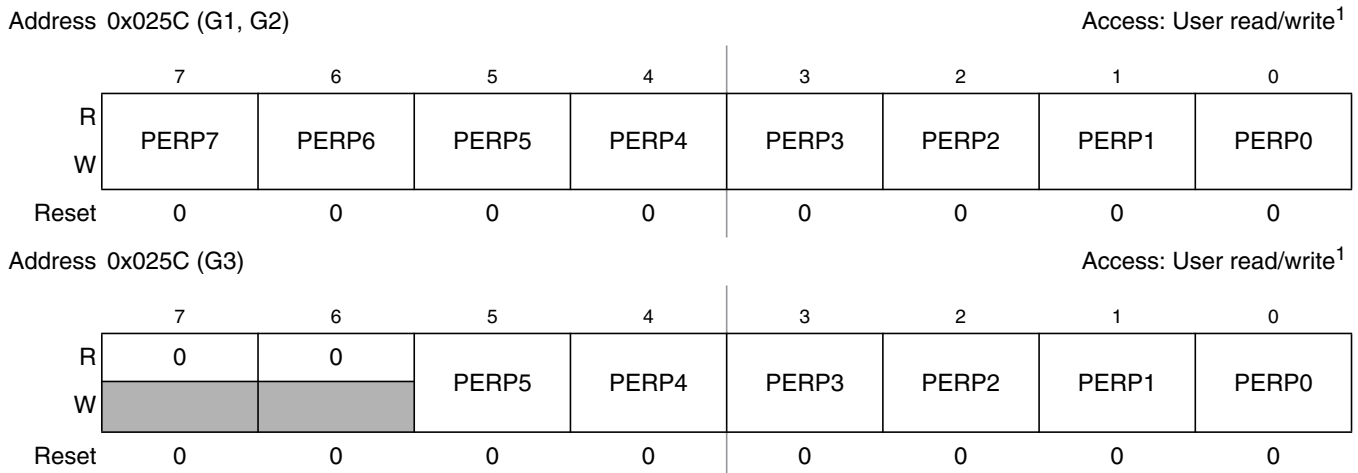 Address 0x025C (G1, G2) Access: User read/write1
7 6 5 4 3 2 1 0
R
PERP7 PERP6 PERP5 PERP4 PERP3 PERP2 PERP1 PERP0
W
Reset 0 0 0 0 0 0 0 0
Address 0x025C (G3) Access: User read/write1
7 6 5 4 3 2 1 0
R 0 0
PERP5 PERP4 PERP3 PERP2 PERP1 PERP0
W
Reset 0 0 0 0 0 0 0 0